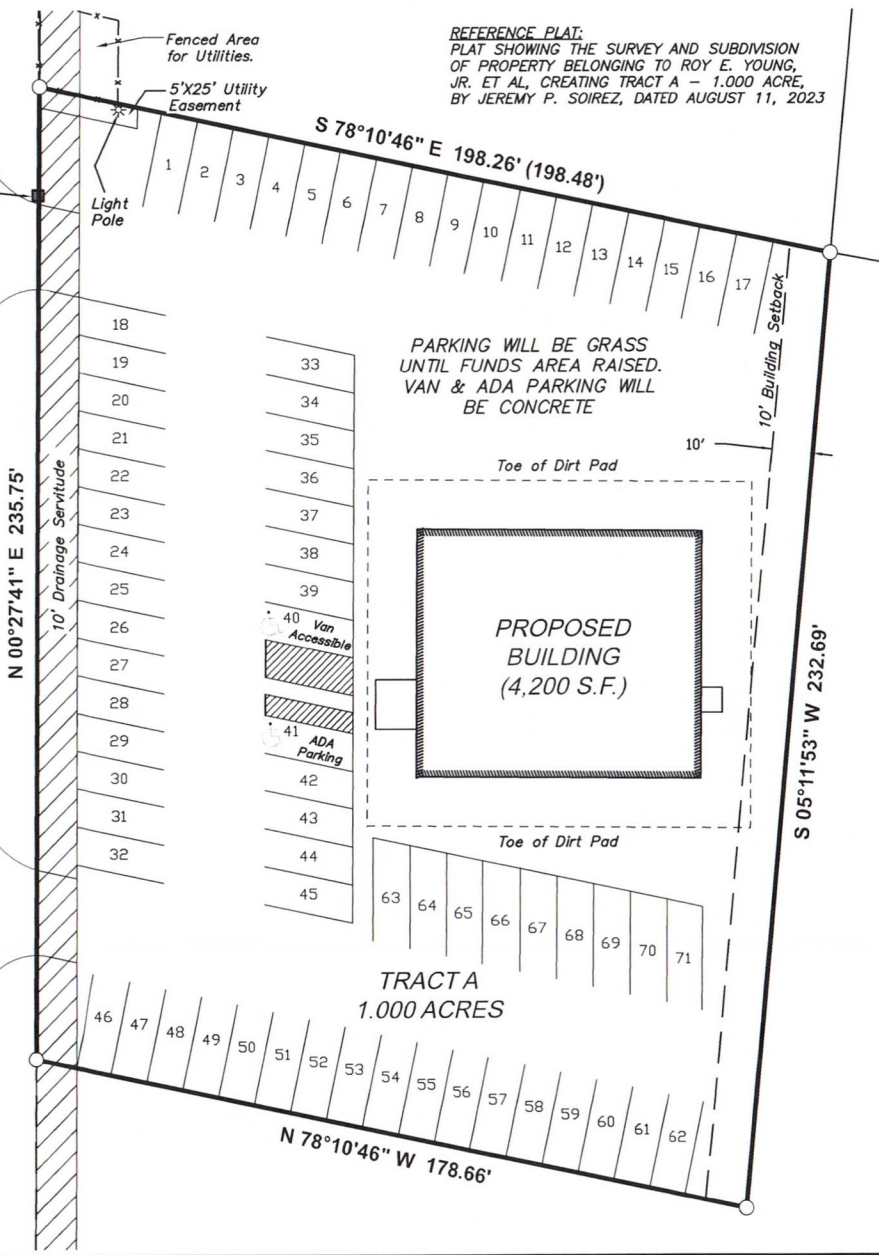 REFERENCE PLAT:
PLAT SHOWING THE SURVEY AND SUBDIVISION
OF PROPERTY BELONGING TO ROY E. YOUNG,
JR. ET AL, CREATING TRACT A - 1.000 ACRE,
BY JEREMY P. SOIREZ, DATED AUGUST 11, 2023
Fenced Area
for Utilities.
5'X25' Utility
Easement
S 78°10'46" E 198.26' (198.48')
Light
Pole
1
2
3
4
5
6
7
8
9
10
11
12
13
14
15
16
17
10' Building Setback
PARKING WILL BE GRASS
UNTIL FUNDS AREA RAISED.
VAN & ADA PARKING WILL
BE CONCRETE
10'
18
19
20
21
22
23
24
25
26
27
28
29
30
31
32
33
34
35
36
37
38
39
40 Van
Accessible
41 ADA
Parking
42
43
44
45
N 00°27'41" E 235.75'
10' Drainage Servitude
Toe of Dirt Pad
PROPOSED
BUILDING
(4,200 S.F.)
S 05°11'53" W 232.69'
Toe of Dirt Pad
63
64
65
66
67
68
69
70
71
TRACT A
1.000 ACRES
46
47
48
49
50
51
52
53
54
55
56
57
58
59
60
61
62
N 78°10'46" W 178.66'